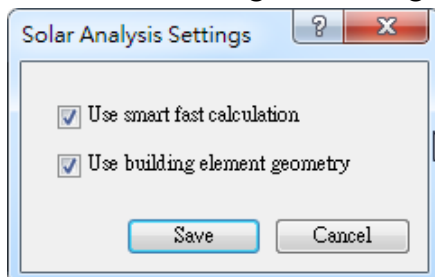 Solar Analysis Settings
Use smart fast calculation
Use building element geometry
Save Cancel